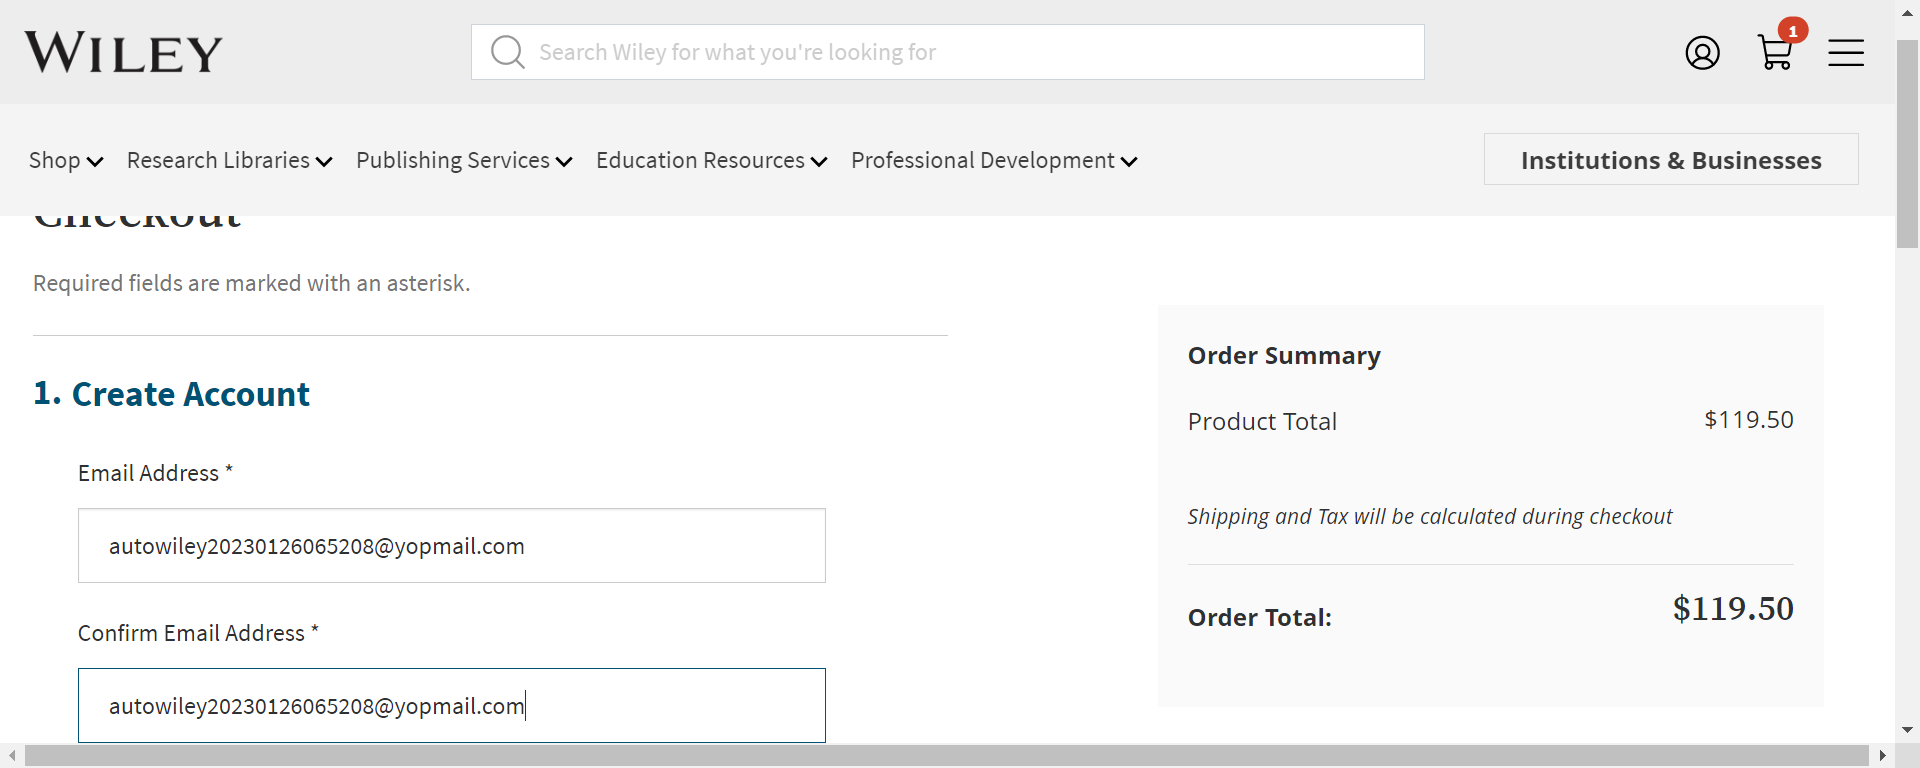 WILEY
Search Wiley for what you're looking for
1
Shop Research Libraries Publishing Services Education Resources Professional Development
Institutions & Businesses
Checkout
Required fields are marked with an asterisk.
1. Create Account
Email Address *
autowiley20230126065208@yopmail.com
Confirm Email Address *
autowiley20230126065208@yopmail.com
Order Summary
Product Total $119.50
Shipping and Tax will be calculated during checkout
Order Total: $119.50